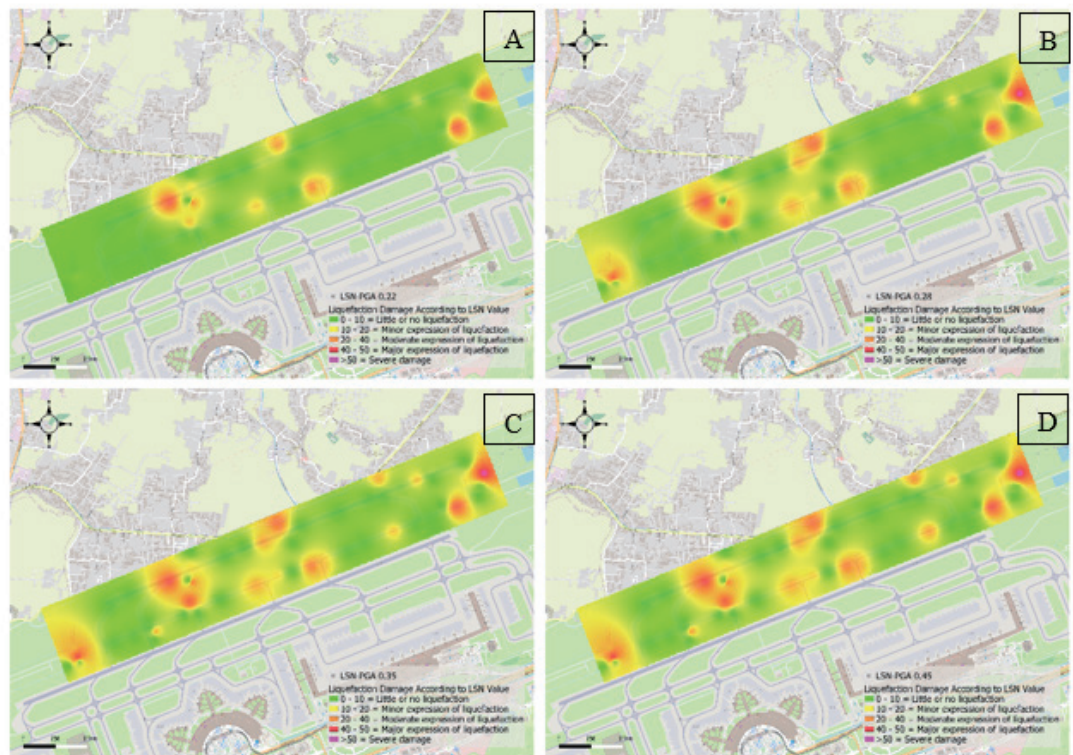 A
LSN-PGA 0.22
Liquefaction Damage According to LSN Value
0 - 10 = Little or no liquefaction
10 - 20 = Minor expression of liquefaction
20 - 40 - Moderate expression of liquefaction
40 - 50 = Major expression of liquefaction
>50 = Severe damage
B
LSN-PGA 0.28
Liquefaction Damage According to LSN Value
0 - 10 = Little or no liquefaction
10 - 20 = Minor expression of liquefaction
20 - 40 - Moderate expression of liquefaction
40 - 50 = Major expression of liquefaction
>50 = Severe damage
C
LSN-PGA 0.35
Liquefaction Damage According to LSN Value
0 - 10 = Little or no liquefaction
10 - 20 = Minor expression of liquefaction
20 - 40 - Moderate expression of liquefaction
40 - 50 = Major expression of liquefaction
>50 = Severe damage
D
LSN-PGA 0.45
Liquefaction Damage According to LSN Value
0 - 10 = Little or no liquefaction
10 - 20 = Minor expression of liquefaction
20 - 40 - Moderate expression of liquefaction
40 - 50 = Major expression of liquefaction
>50 = Severe damage